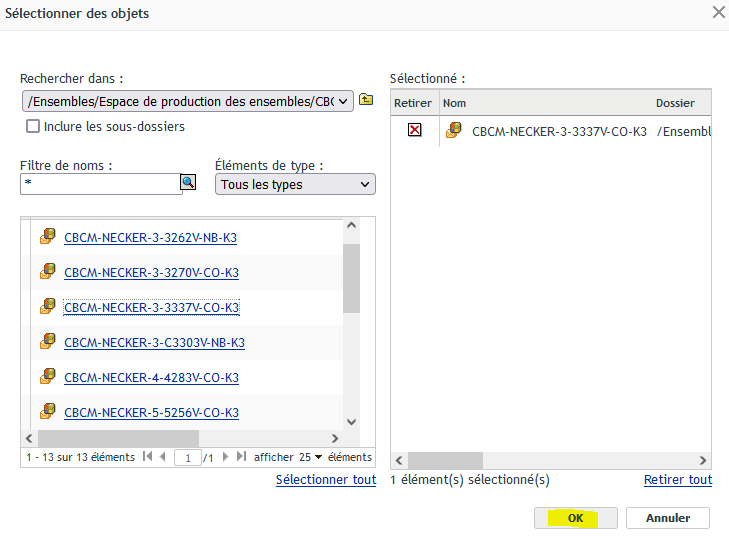 Sélectionner des objets
Rechercher dans :
/Ensembles/Espace de production des ensembles/CBC
Inclure les sous-dossiers
Filtre de noms :
Éléments de type :
*
Tous les types
CBCM-NECKER-3-3262V-NB-K3
CBCM-NECKER-3-3270V-CO-K3
CBCM-NECKER-3-3337V-CO-K3
CBCM-NECKER-3-C3303V-NB-K3
CBCM-NECKER-4-4283V-CO-K3
CBCM-NECKER-5-5256V-CO-K3
1 - 13 sur 13 éléments 1 /1 afficher 25 éléments
Sélectionner tout
Sélectionné :
Retirer Nom Dossier
CBCM-NECKER-3-3337V-CO-K3 /Ensembl
1 élément(s) sélectionné(s)
Retirer tout
OK
Annuler